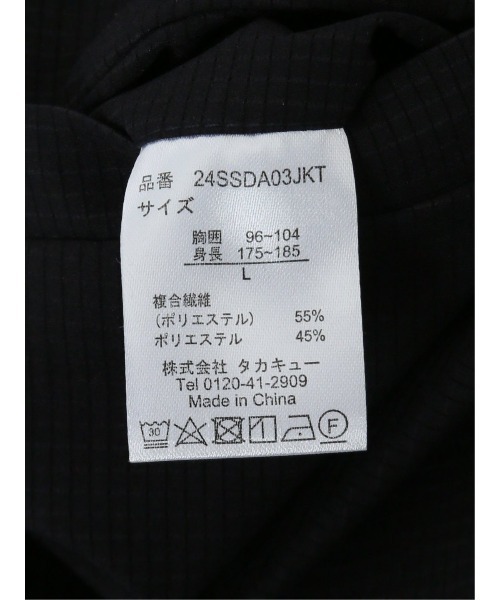 品番 24SSDA03JKT
サイズ
胸囲 96~104
身長 175~185
L
複合繊維
(ポリエステル) 55%
ポリエステル 45%
株式会社 タカキュー
Tel 0120-41-2909
Made in China
30 F